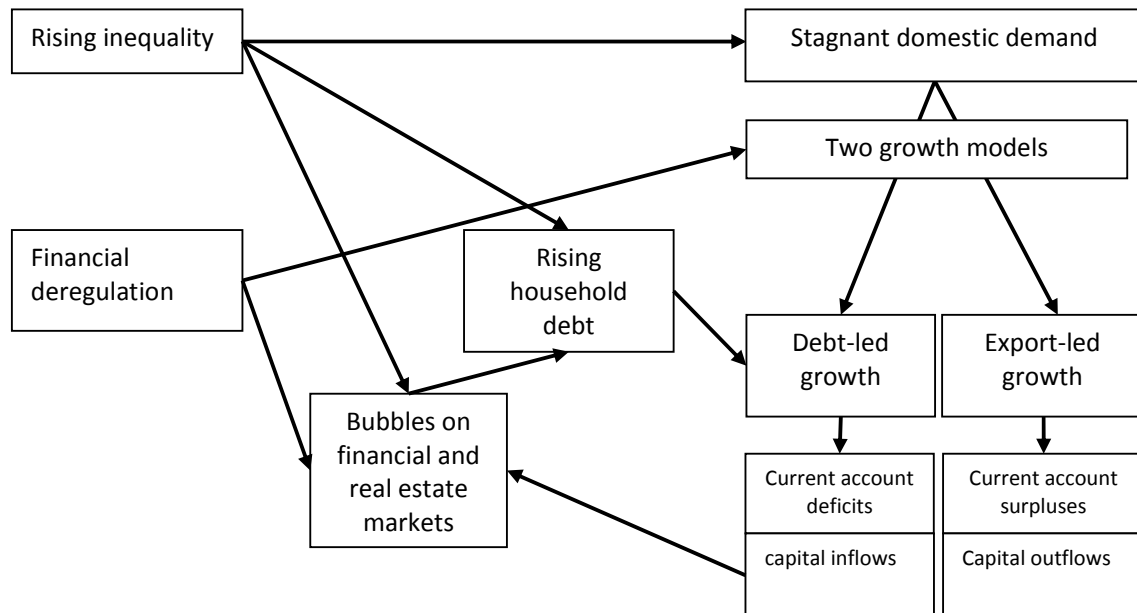 Rising inequality
Stagnant domestic demand
Two growth models
Financial
deregulation
Rising
household
debt
Debt-led
growth
Export-led
growth
Bubbles on
financial and
real estate
markets
Current account
deficits
Current account
surpluses
capital inflows
Capital outflows